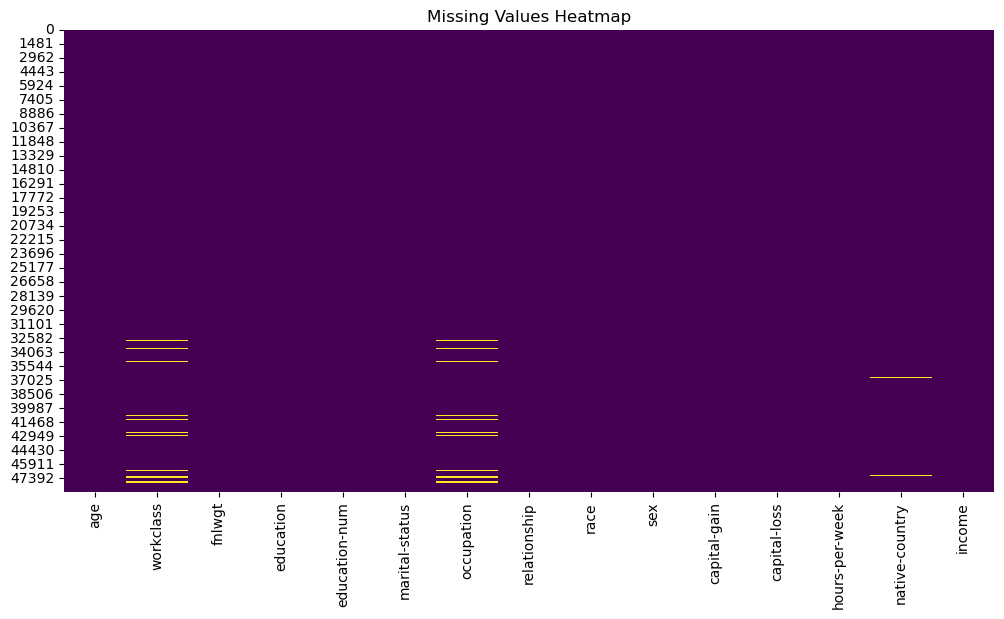 Missing Values Heatmap
0
1481
2962
4443
5924
7405
8886
10367
11848
13329
14810
16291
17772
19253
20734
22215
23696
25177
26658
28139
29620
31101
32582
34063
35544
37025
38506
39987
41468
42949
44430
45911
47392
age
workclass
fnlwgt
education
education-num
marital-status
occupation
relationship
race
sex
capital-gain
capital-loss
hours-per-week
native-country
income